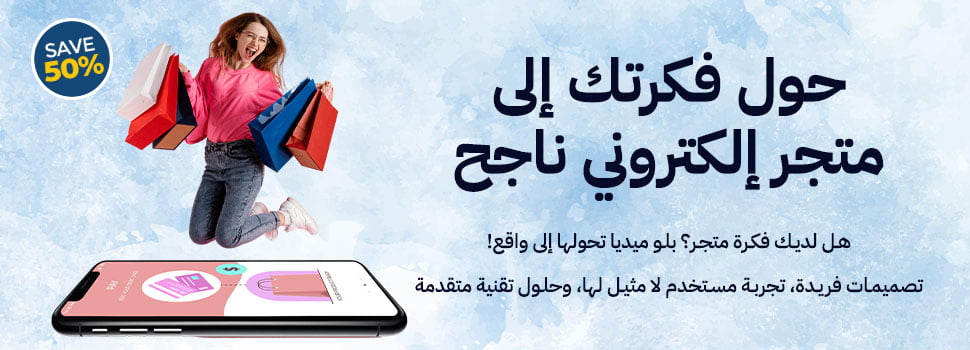 SAVE
50%
حول فكرتك إلى
متجر إلكتروني ناجح
هل لديك فكرة متجر؟ بلو ميديا تحولها إلى واقع!
تصميمات فريدة، تجربة مستخدم لا مثيل لها، وحلول تقنية متقدمة